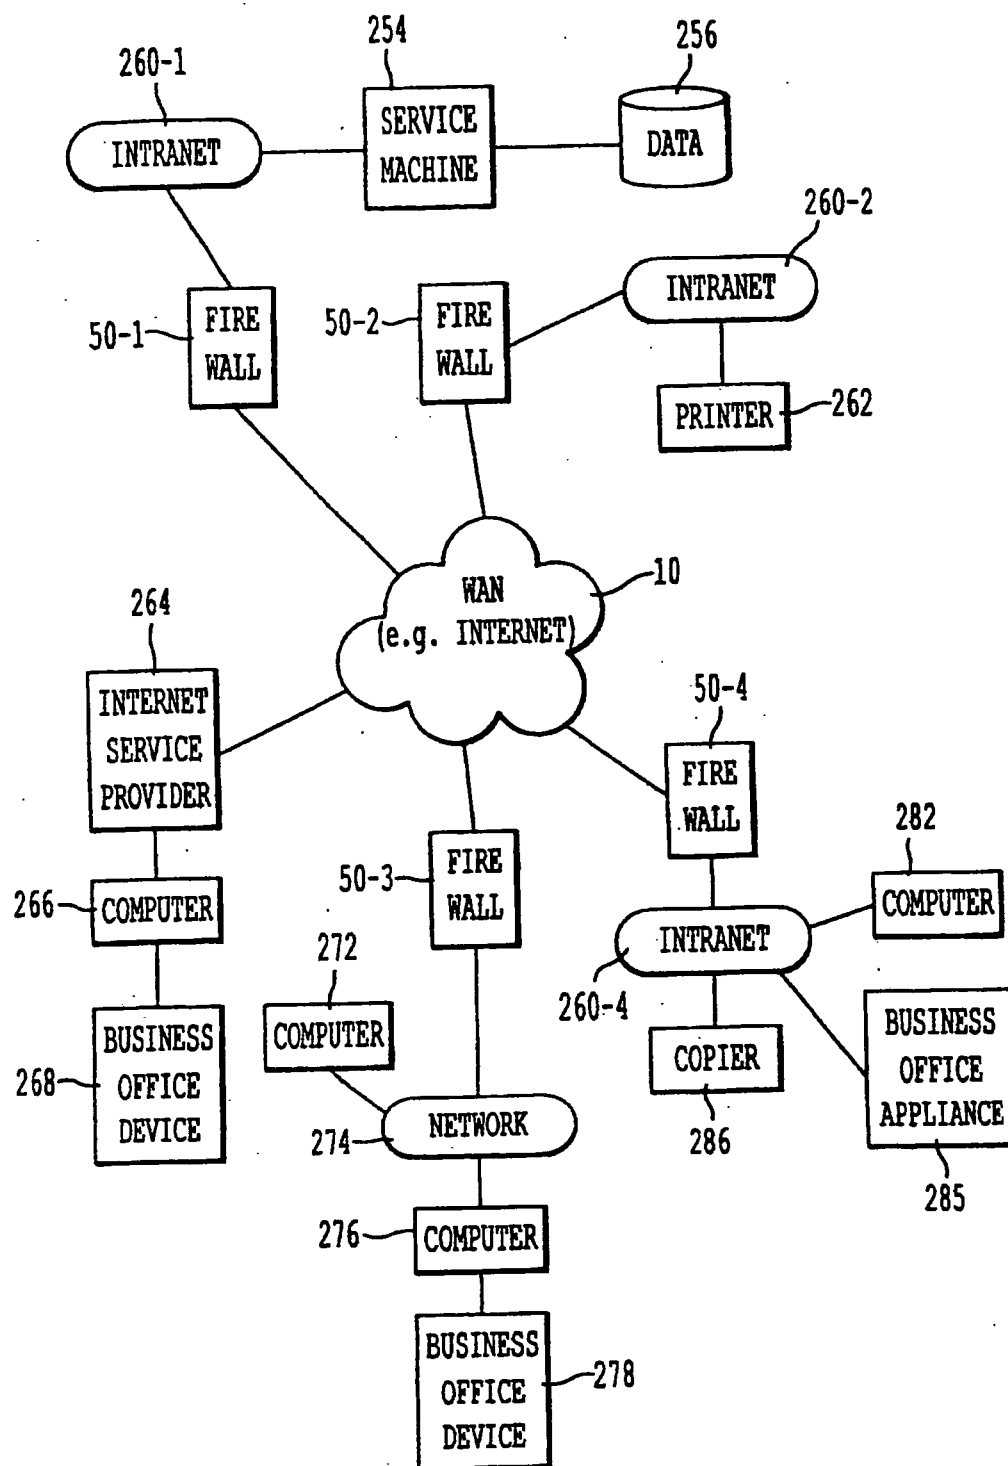 254
256
260-1
SERVICE
MACHINE
DATA
INTRANET
260-2
INTRANET
50-1
FIRE
WALL
50-2
FIRE
WALL
PRINTER
262
10
WAN
(e.g. INTERNET)
264
INTERNET
SERVICE
PROVIDER
50-4
FIRE
WALL
282
COMPUTER
50-3
FIRE
WALL
266
COMPUTER
INTRANET
260-4
272
COMPUTER
BUSINESS
OFFICE
DEVICE
268
COPIER
286
BUSINESS
OFFICE
APPLIANCE
285
NETWORK
274
276
COMPUTER
BUSINESS
OFFICE
DEVICE
278